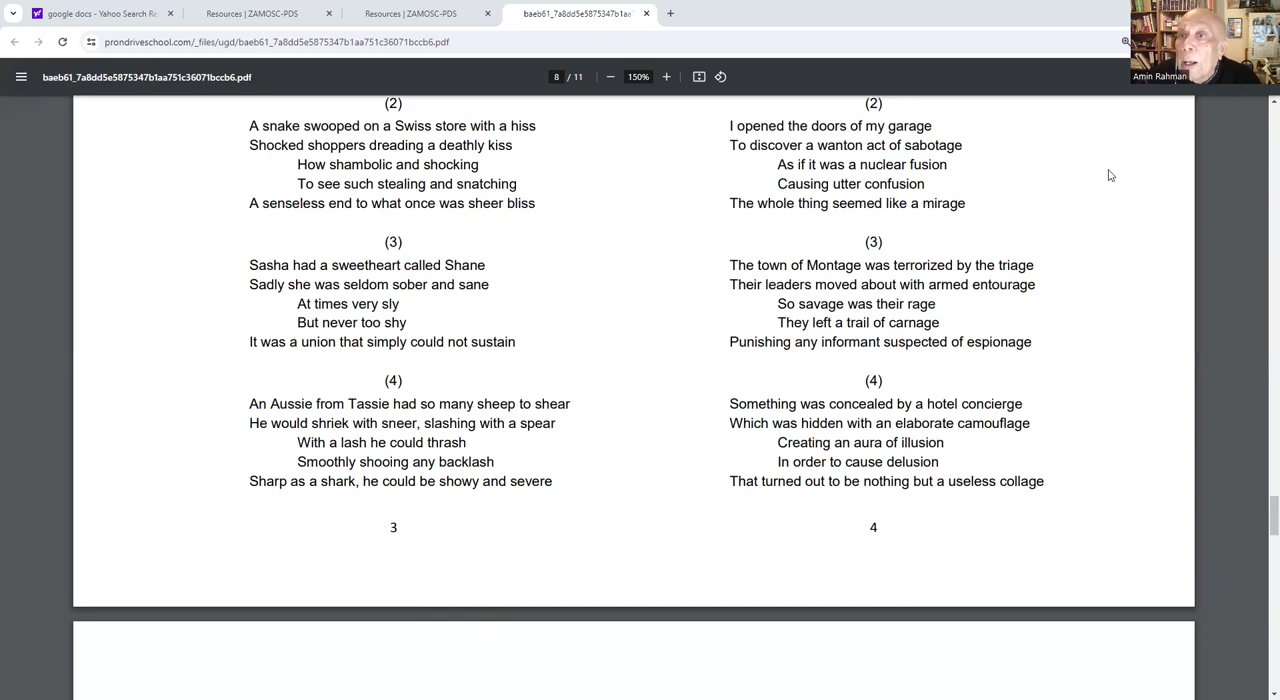 google docs - Yahoo Search Re
Resources | ZAMOSC-PDS
Resources | ZAMOSC-PDS
baeb61_7a8dd5e5875347b1aa7
prondriveschool.com/_files/ugd/baeb61_7a8dd5e5875347b1aa751c36071bccb6.pdf
baeb61_7a8dd5e5875347b1aa751c36071bccb6.pdf
8 / 11
150%
Amin Rahman
(2)
A snake swooped on a Swiss store with a hiss
Shocked shoppers dreading a deathly kiss
How shambolic and shocking
To see such stealing and snatching
A senseless end to what once was sheer bliss
(3)
Sasha had a sweetheart called Shane
Sadly she was seldom sober and sane
At times very sly
But never too shy
It was a union that simply could not sustain
(4)
An Aussie from Tassie had so many sheep to shear
He would shriek with sneer, slashing with a spear
With a lash he could thrash
Smoothly shooing any backlash
Sharp as a shark, he could be showy and severe
3
(2)
I opened the doors of my garage
To discover a wanton act of sabotage
As if it was a nuclear fusion
Causing utter confusion
The whole thing seemed like a mirage
(3)
The town of Montage was terrorized by the triage
Their leaders moved about with armed entourage
So savage was their rage
They left a trail of carnage
Punishing any informant suspected of espionage
(4)
Something was concealed by a hotel concierge
Which was hidden with an elaborate camouflage
Creating an aura of illusion
In order to cause delusion
That turned out to be nothing but a useless collage
4